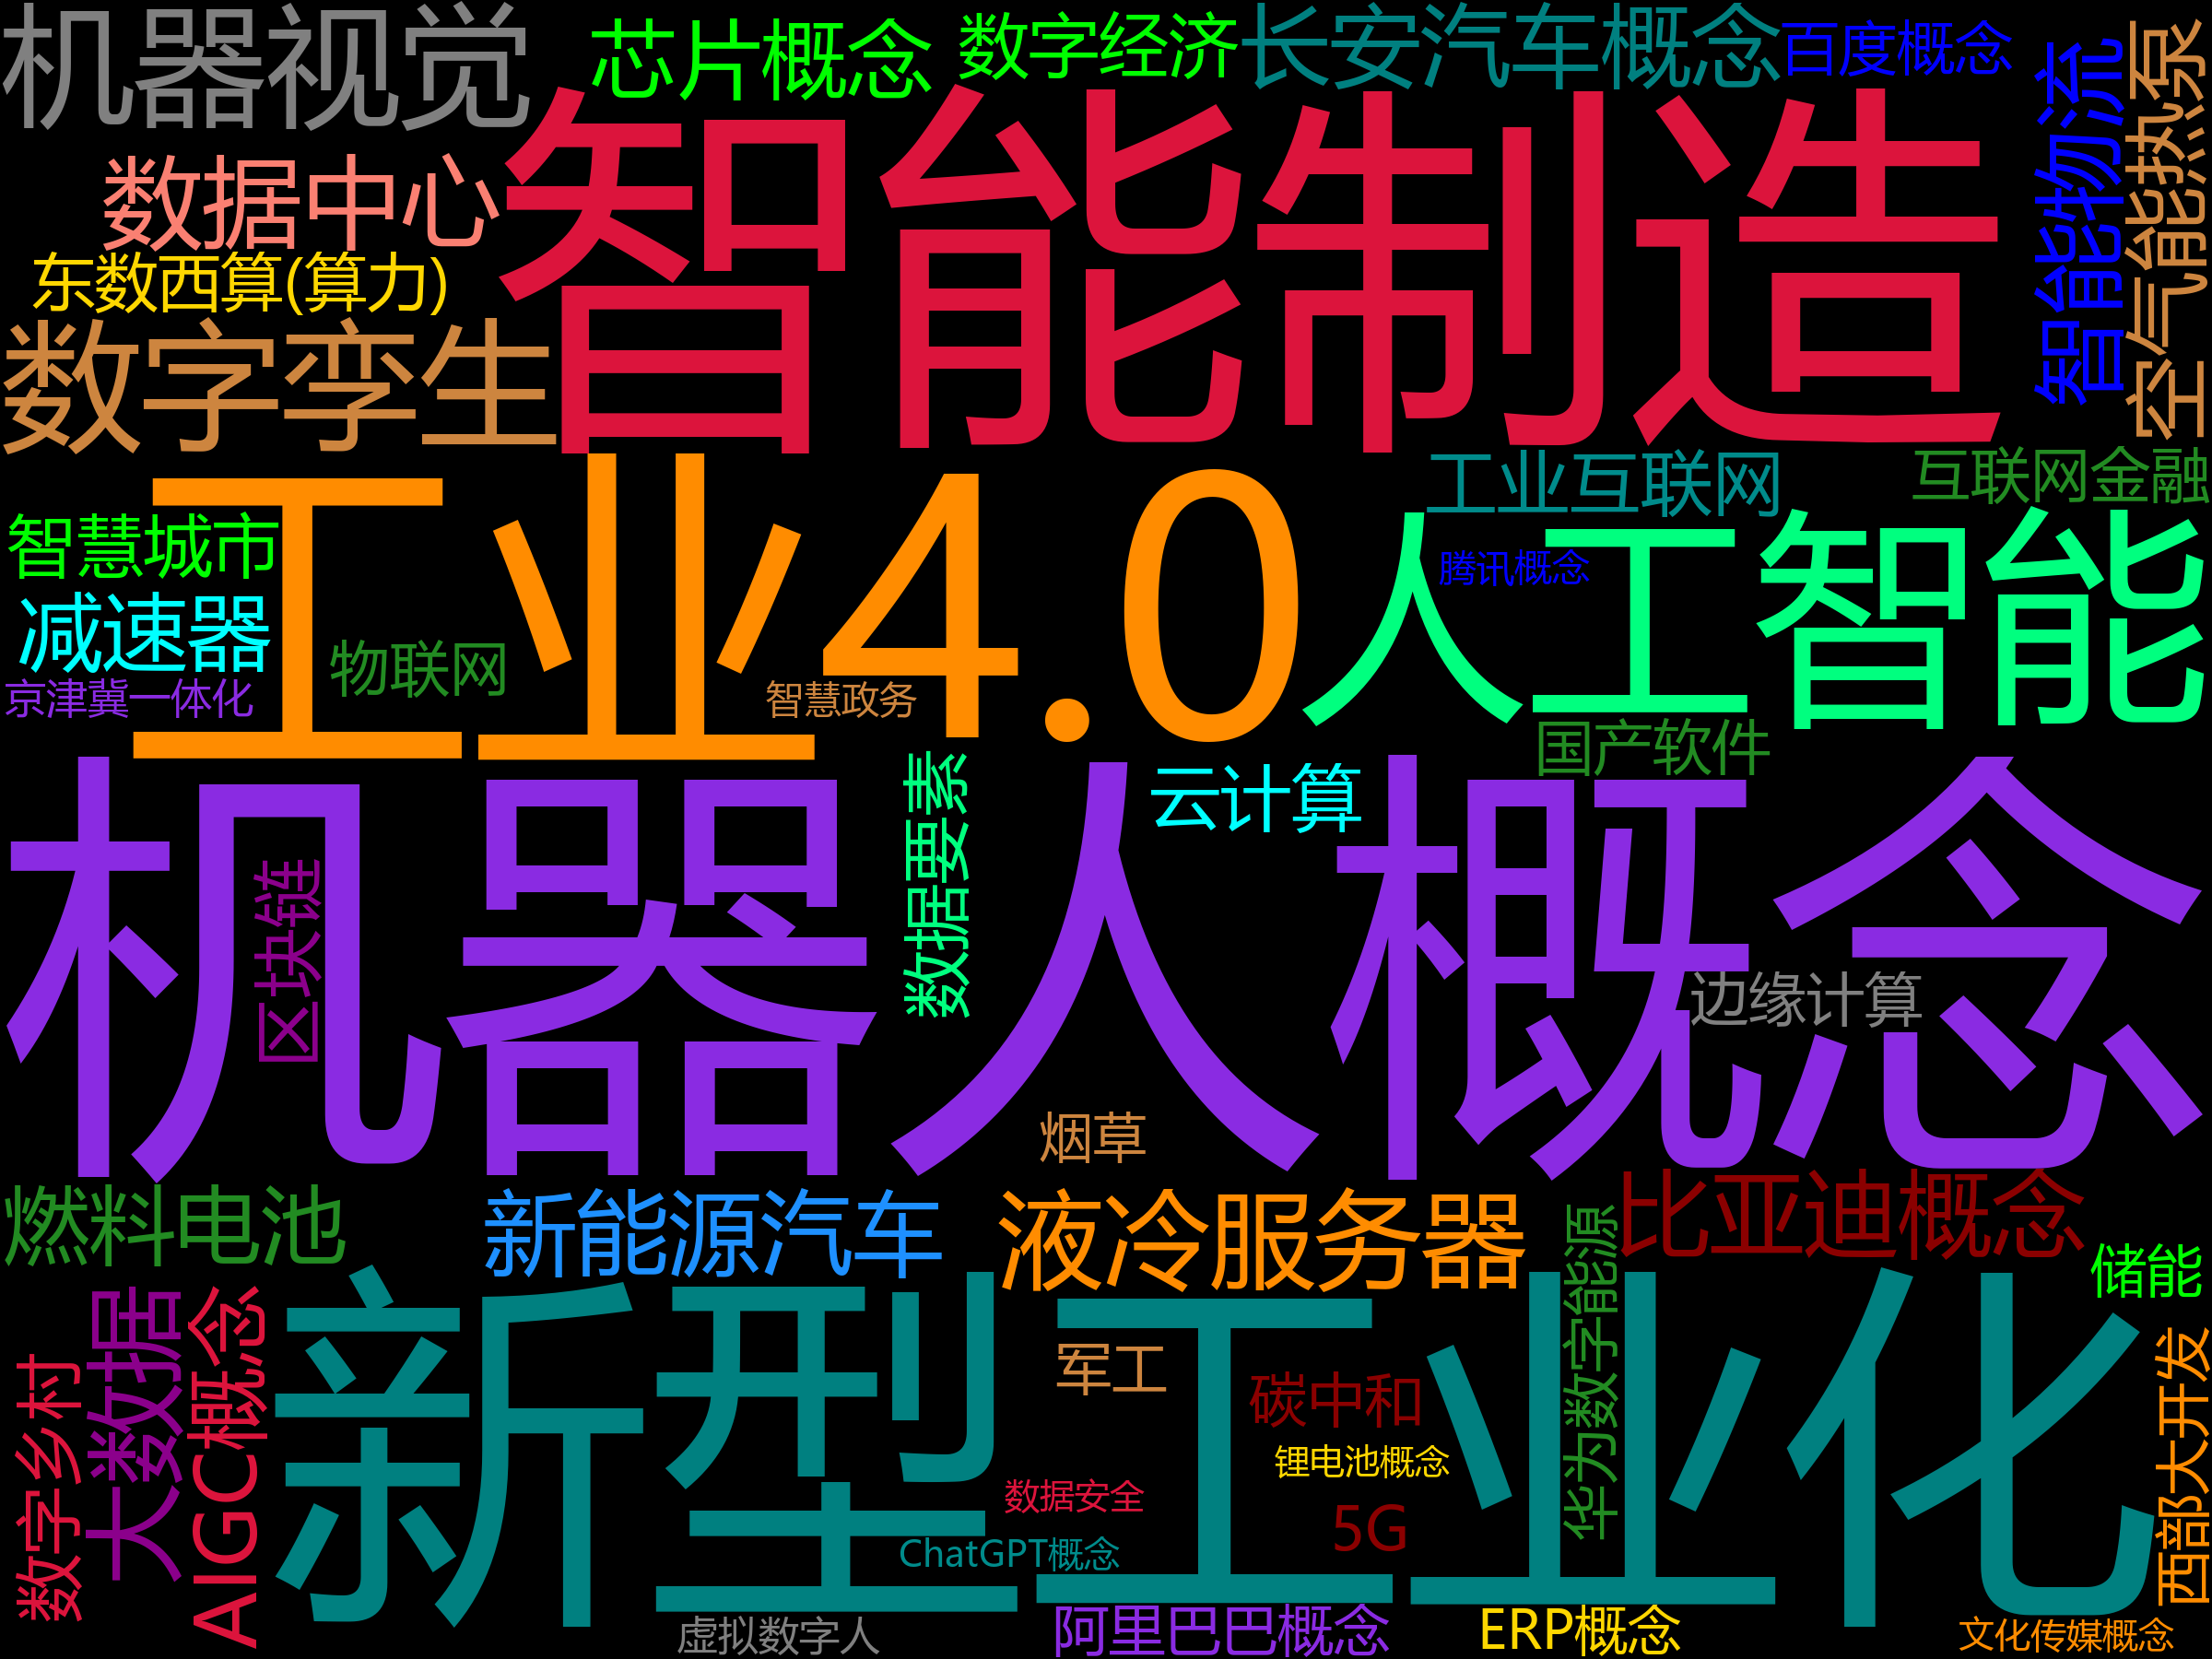 机器视觉
芯片概念
数字经济
长安汽车概念
百度概念
智能物流
空气能热泵
数据中心
智能制造
东数西算(算力)
数字孪生
工业4.0
工业互联网
互联网金融
智慧城市
人工智能
腾讯概念
减速器
物联网
京津冀一体化
智慧政务
国产软件
机器人概念
数据要素
云计算
区块链
边缘计算
烟草
燃料电池
新能源汽车
液冷服务器
比亚迪概念
华为数字能源
储能
数字乡村
大数据
AIGC概念
新型工业化
军工
碳中和
锂电池概念
西部大开发
数据安全
5G
ChatGPT概念
虚拟数字人
阿里巴巴概念
ERP概念
文化传媒概念